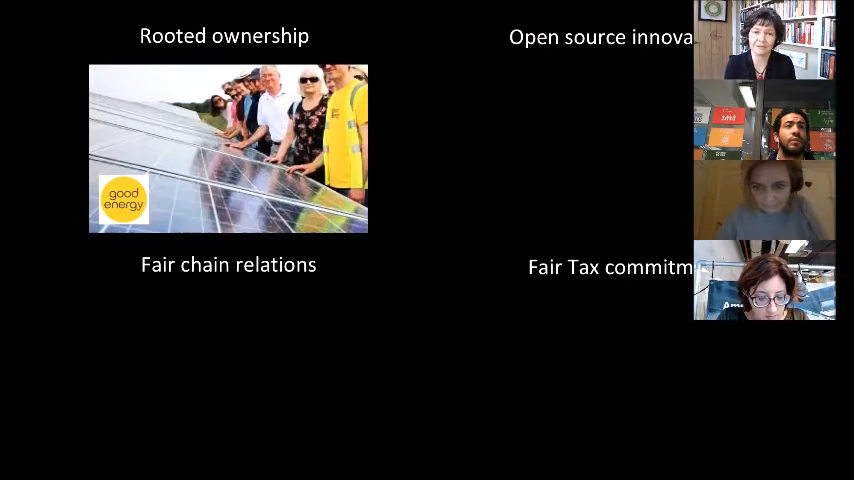 Rooted ownership
Open source innova
good
energy
Fair chain relations
Fair Tax commitm